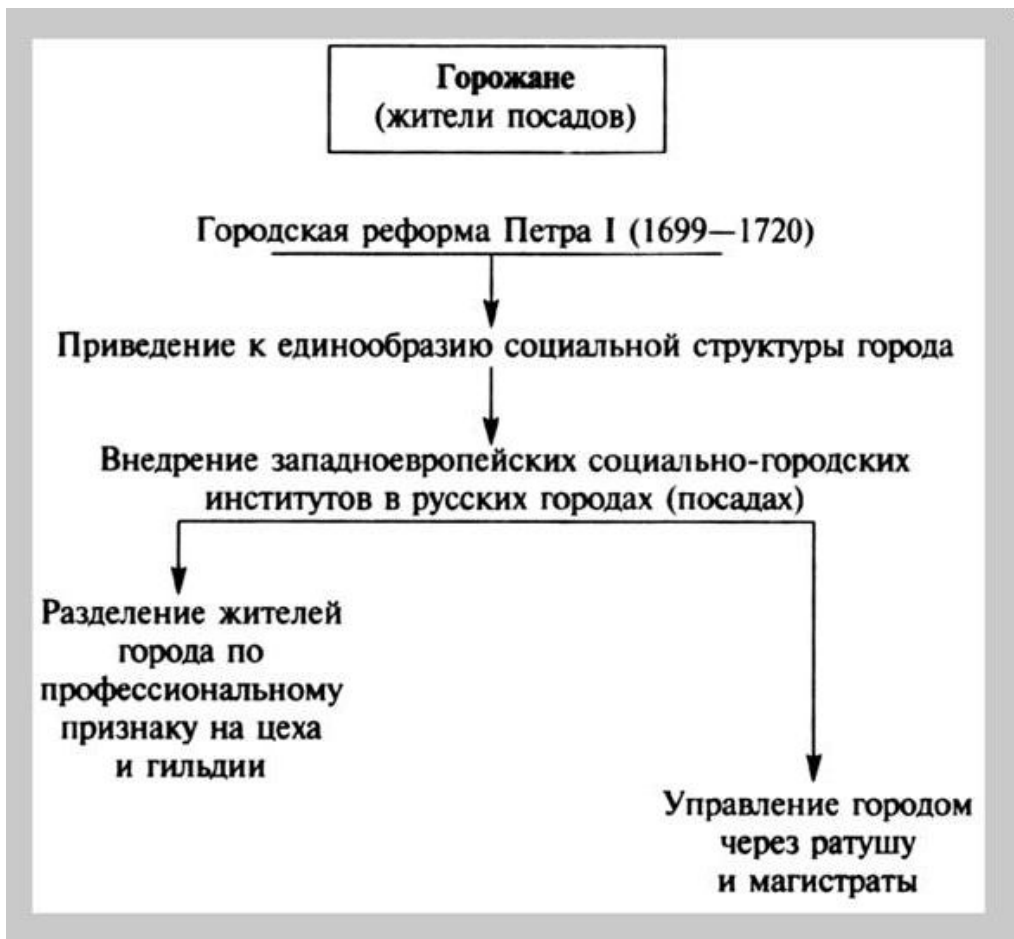 Горожане
(жители посадов)
Городская реформа Петра I (1699—1720)
Приведение к единообразию социальной структуры города
Внедрение западноевропейских социально-городских
институтов в русских городах (посадах)
Разделение жителей
города по
профессиональному
признаку на цеха
и гильдии
Управление городом
через ратушу
и магистраты